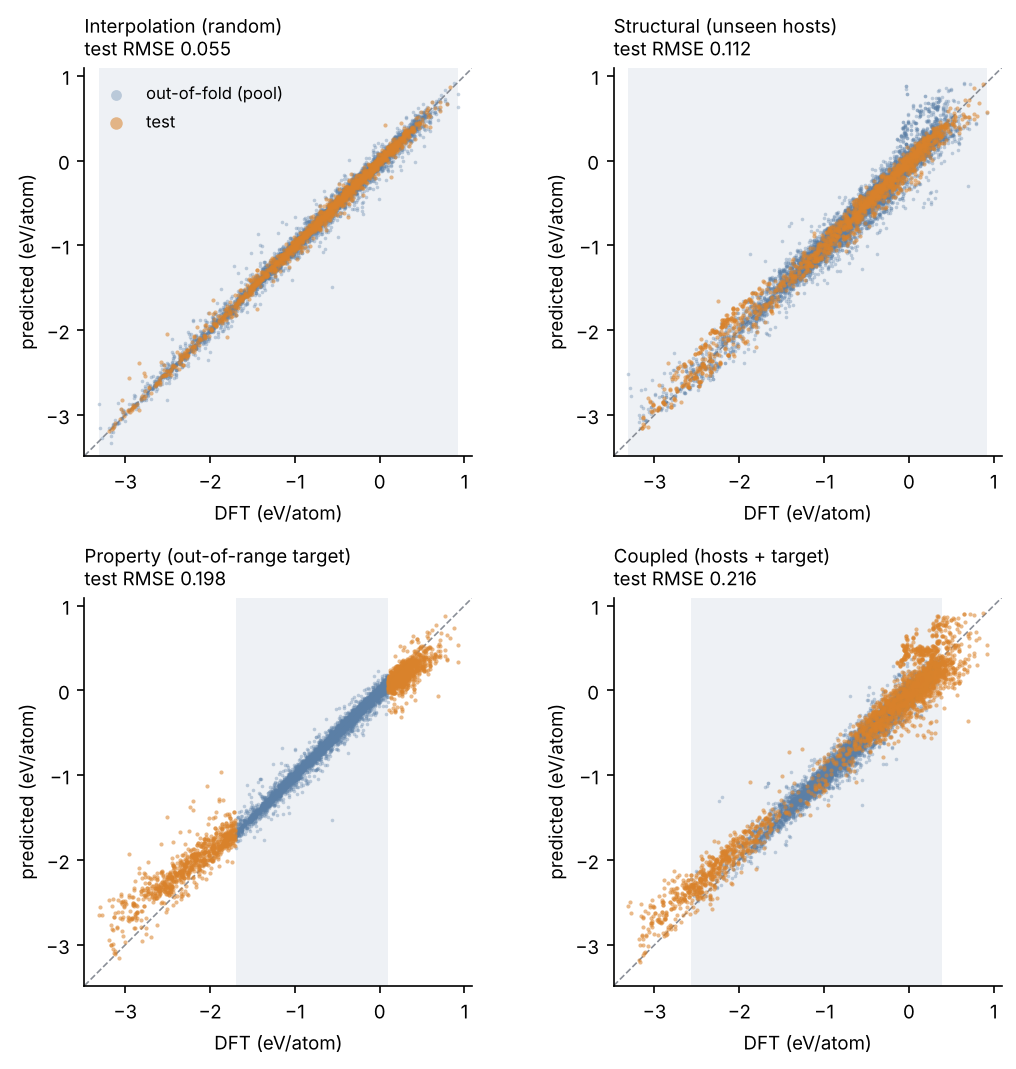 Interpolation (random)
test RMSE 0.055
out-of-fold (pool)
test
1
0
−1
−2
−3
predicted (eV/atom)
−3
−2
−1
0
1
DFT (eV/atom)
Structural (unseen hosts)
test RMSE 0.112
1
0
−1
−2
−3
predicted (eV/atom)
−3
−2
−1
0
1
DFT (eV/atom)
Property (out-of-range target)
test RMSE 0.198
1
0
−1
−2
−3
predicted (eV/atom)
−3
−2
−1
0
1
DFT (eV/atom)
Coupled (hosts + target)
test RMSE 0.216
1
0
−1
−2
−3
predicted (eV/atom)
−3
−2
−1
0
1
DFT (eV/atom)